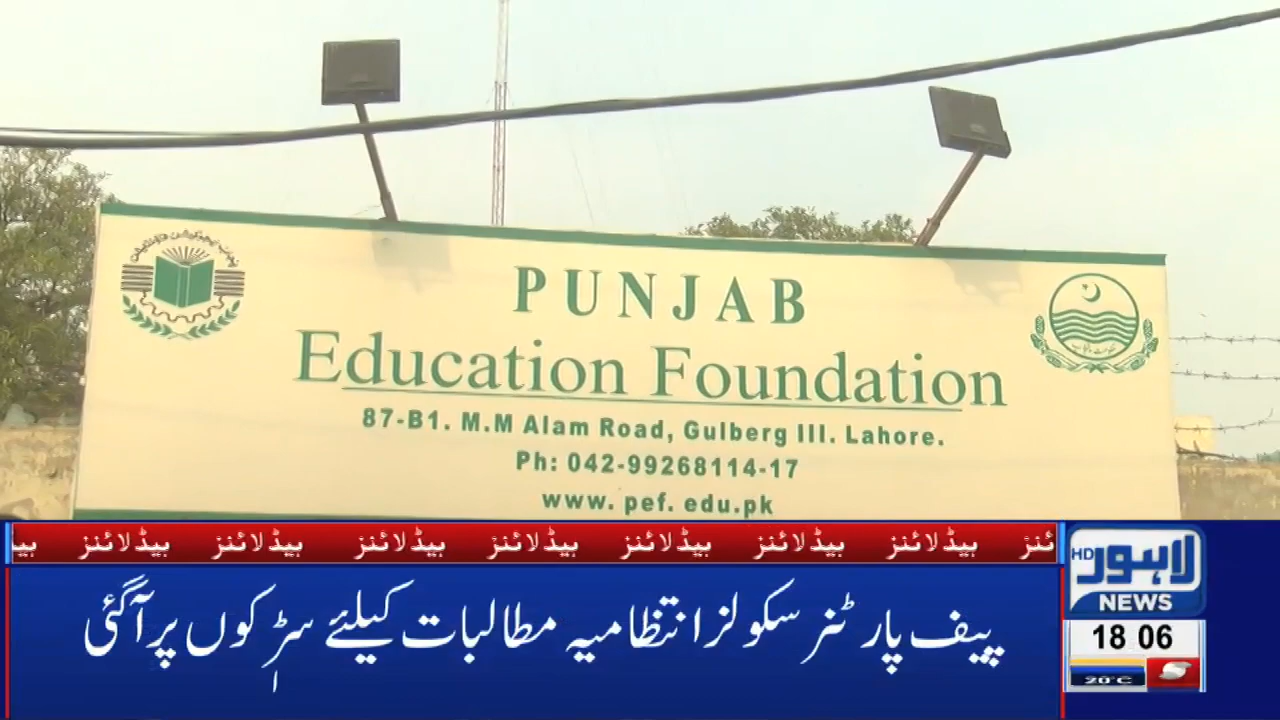 PUNJAB
Education Foundation
87-B1. M.M Alam Road, Gulberg III. Lahore.
Ph: 042-99268114-17
www. pef. edu.pk
حکومت پنجاب
ہیڈلائنز ہیڈلائنز ہیڈلائنز ہیڈلائنز ہیڈلائنز ہیڈلائنز ہیڈلائنز
پیف پارٹنر سکولز انتظامیہ مطالبات کیلئے سڑکوں پر آگئی
لاہور HD
NEWS
18 06
20°C